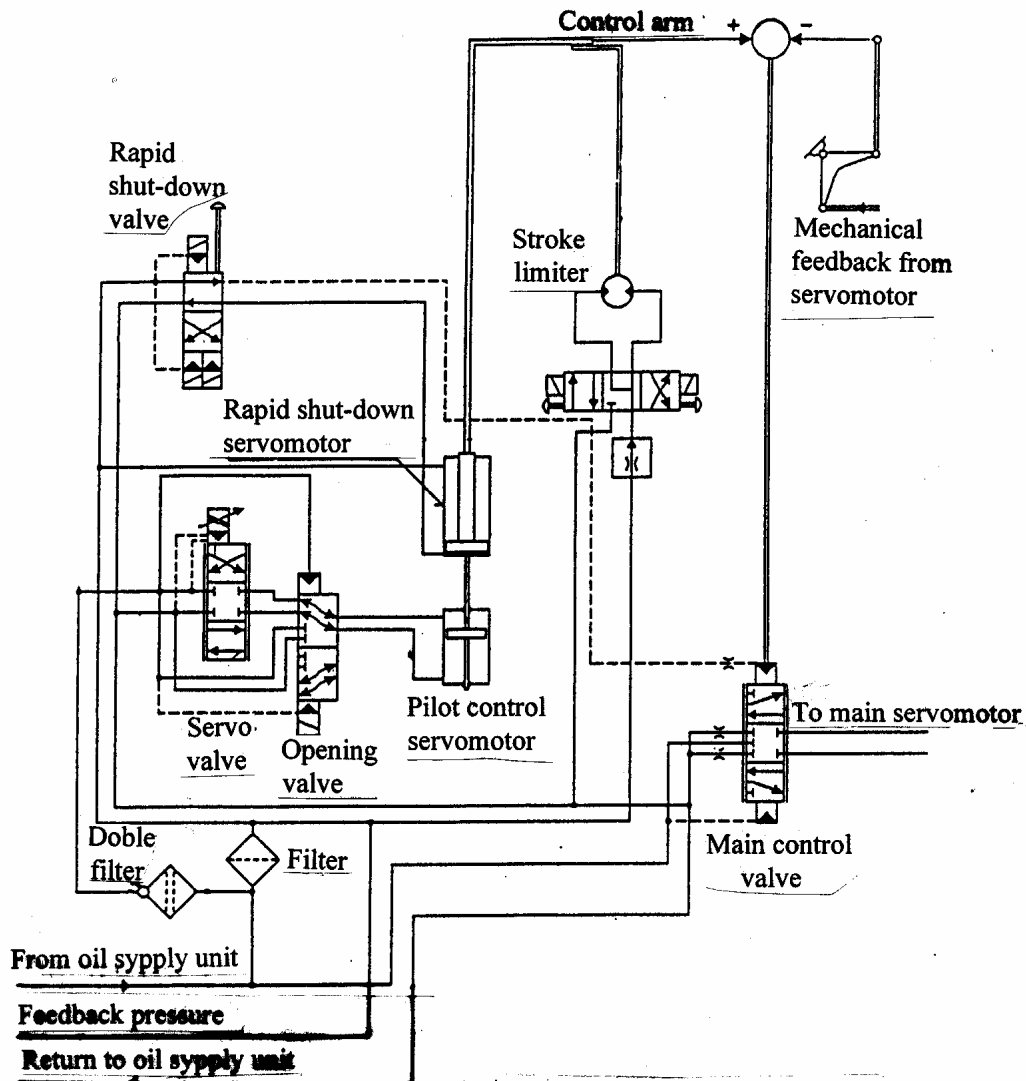 Control arm
+
-
Rapid
shut-down
valve
Stroke
limiter
Mechanical
feedback from
servomotor
Rapid shut-down
servomotor
Servo
valve
Opening
valve
Pilot control
servomotor
To main servomotor
Main control
valve
Doble
filter
Filter
From oil sypply unit
Feedback pressure
Return to oil sypply unit